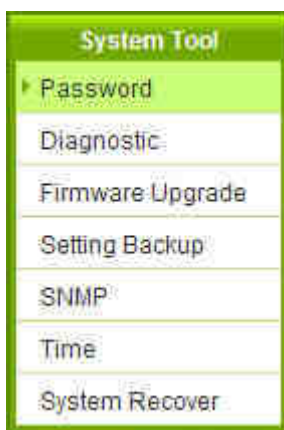 System Tool
Password
Diagnostic
Firmware Upgrade
Setting Backup
SNMP
Time
System Recover